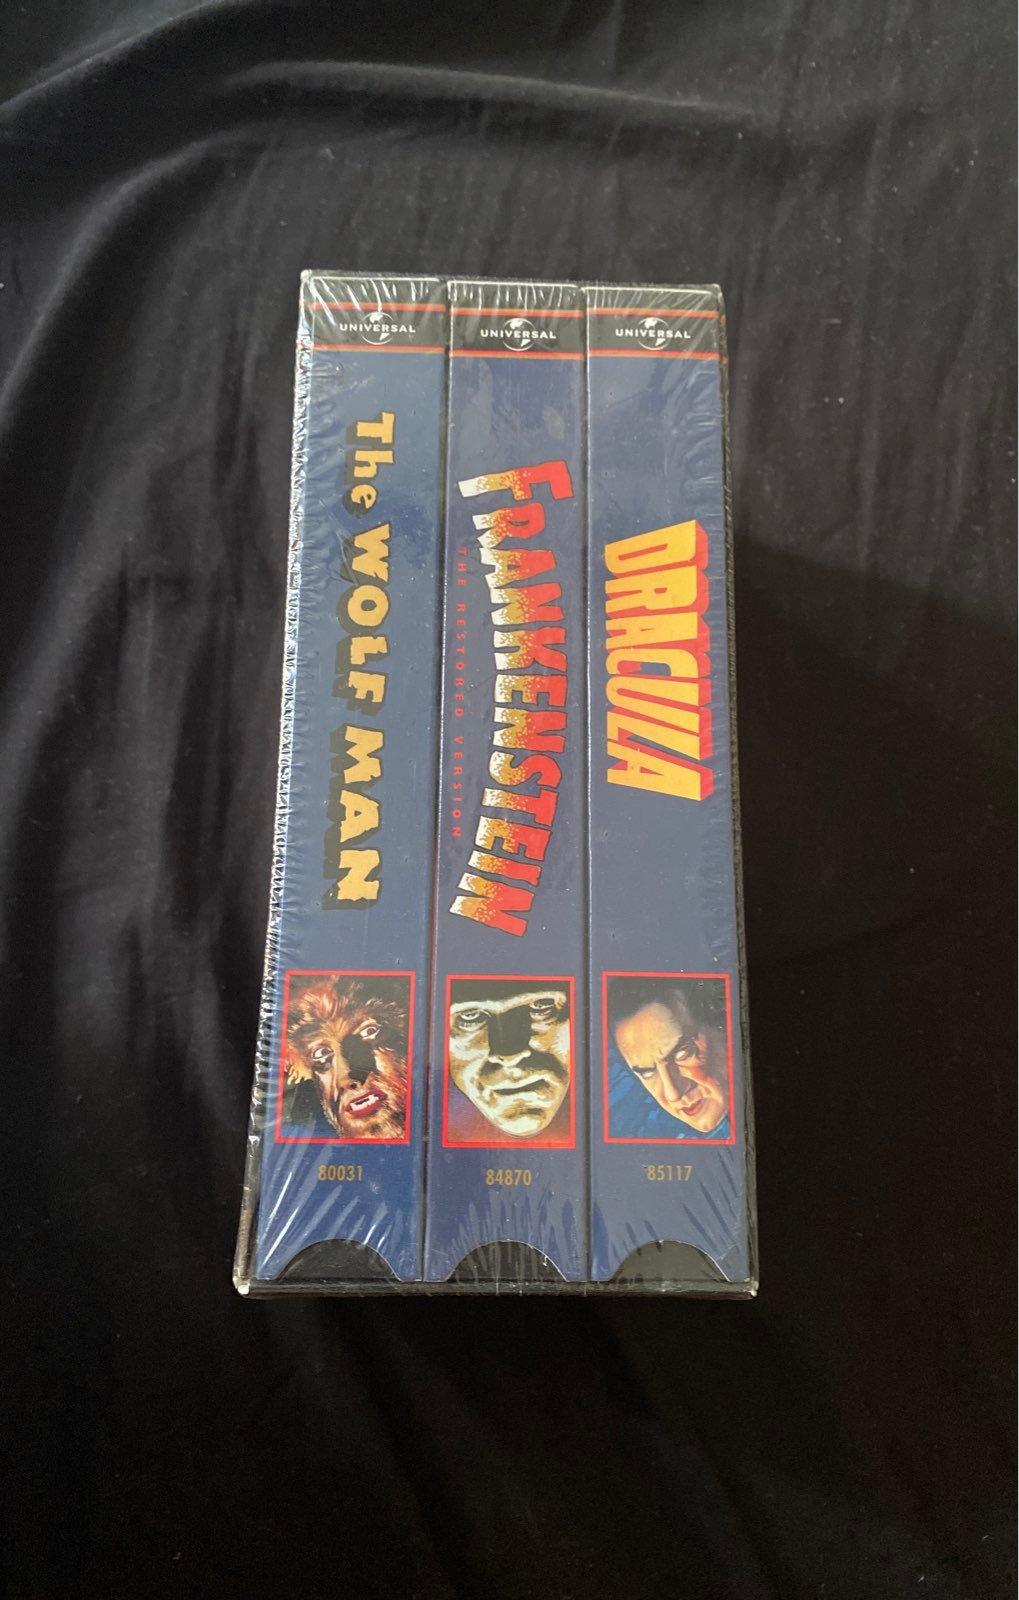 UNIVERSAL
The WOLF MAN
80031
UNIVERSAL
FRANKENSTEIN
THE RESTORED VERSION
84870
UNIVERSAL
DRACULA
85117